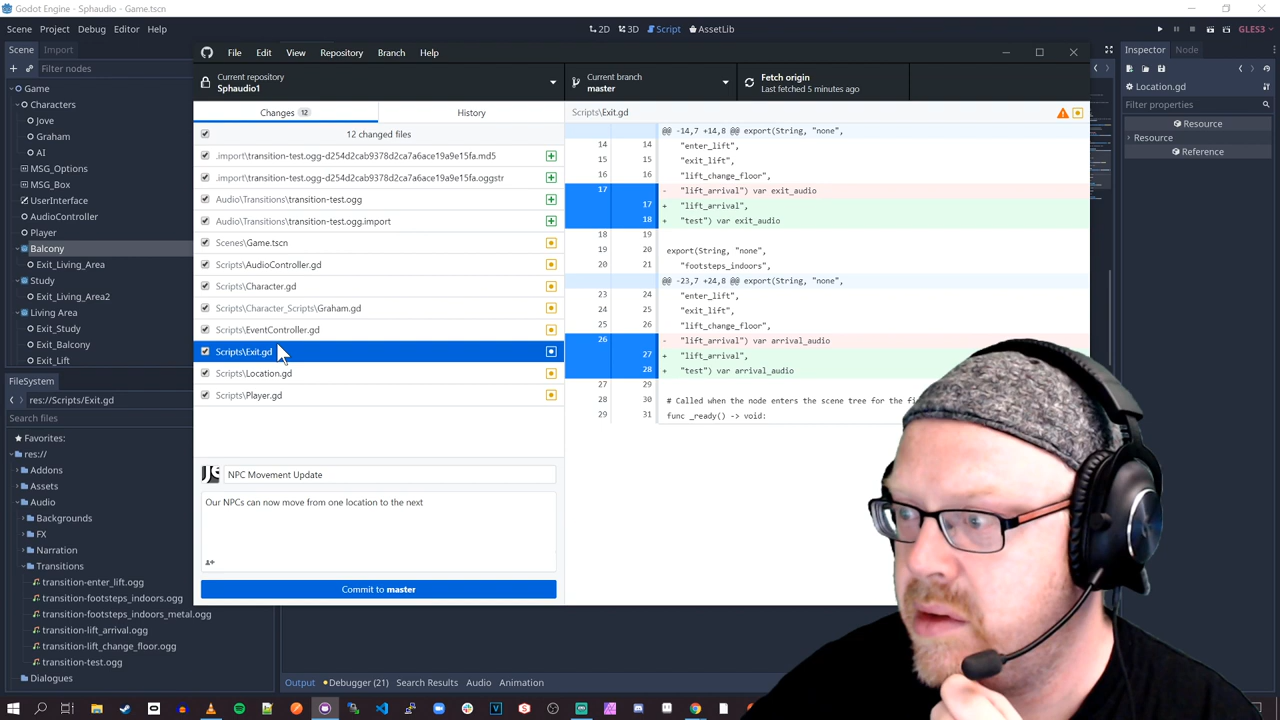 Godot Engine - Sphaudio - Game.tscn
Scene Project Debug Editor Help
2D 3D Script AssetLib
GLES3
Scene Import
Filter nodes
Game
Characters
Jove
Graham
AI
MSG_Options
MSG_Box
UserInterface
AudioController
Player
Balcony
Exit_Living_Area
Study
Exit_Living_Area2
Living Area
Exit_Study
Exit_Balcony
Exit_Lift
FileSystem
res://Scripts/Exit.gd
Search files
Favorites:
res://
Addons
Assets
Audio
Backgrounds
FX
Narration
Transitions
transition-enter_lift.ogg
transition-footsteps_indoors.ogg
transition-footsteps_indoors_metal.ogg
transition-lift_arrival.ogg
transition-lift_change_floor.ogg
transition-test.ogg
Dialogues
File Edit View Repository Branch Help
Current repository
Sphaudio1
Current branch
master
Fetch origin
Last fetched 5 minutes ago
Changes 12
History
12 changed files
.import\transition-test.ogg-d254d2cab9378d2ca7a6ace19a9e15fa.md5
.import\transition-test.ogg-d254d2cab9378d2ca7a6ace19a9e15fa.oggstr
Audio\Transitions\transition-test.ogg
Audio\Transitions\transition-test.ogg.import
Scenes\Game.tscn
Scripts\AudioController.gd
Scripts\Character.gd
Scripts\Character_Scripts\Graham.gd
Scripts\EventController.gd
Scripts\Exit.gd
Scripts\Location.gd
Scripts\Player.gd
NPC Movement Update
Our NPCs can now move from one location to the next
Commit to master
Scripts\Exit.gd
@@ -14,7 +14,8 @@ export(String, "none",
14 14 "enter_lift",
15 15 "exit_lift",
16 16 "lift_change_floor",
17 - "lift_arrival") var exit_audio
17 + "lift_arrival",
18 + "test") var exit_audio
18 19
19 20 export(String, "none",
20 21 "footsteps_indoors",
@@ -23,7 +24,8 @@ export(String, "none",
23 24 "enter_lift",
24 25 "exit_lift",
25 26 "lift_change_floor",
26 - "lift_arrival") var arrival_audio
27 + "lift_arrival",
28 + "test") var arrival_audio
27 29
28 30 # Called when the node enters the scene tree for the
29 31 func _ready() -> void:
Inspector Node
Location.gd
Filter properties
Resource
Resource
Reference
Output Debugger (21) Search Results Audio Animation